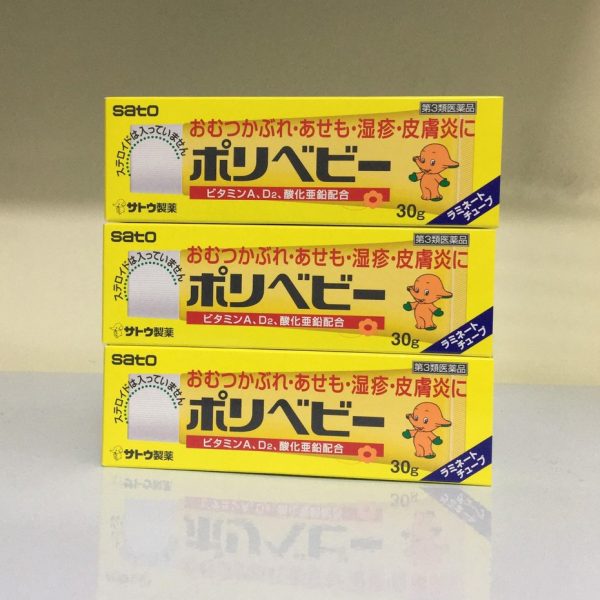 sato
第3類医薬品
ステロイドは入っていません
おむつかぶれ・あせも・湿疹・皮膚炎に
ポリベビー
ビタミンA、D2、酸化亜鉛配合
サトウ製薬
30g
ラミネート
チューブ
sato
第3類医薬品
ステロイドは入っていません
おむつかぶれ・あせも・湿疹・皮膚炎に
ポリベビー
ビタミンA、D2、酸化亜鉛配合
サトウ製薬
30g
ラミネート
チューブ
sato
第3類医薬品
ステロイドは入っていません
おむつかぶれ・あせも・湿疹・皮膚炎に
ポリベビー
ビタミンA、D2、酸化亜鉛配合
サトウ製薬
30g
ラミネート
チューブ